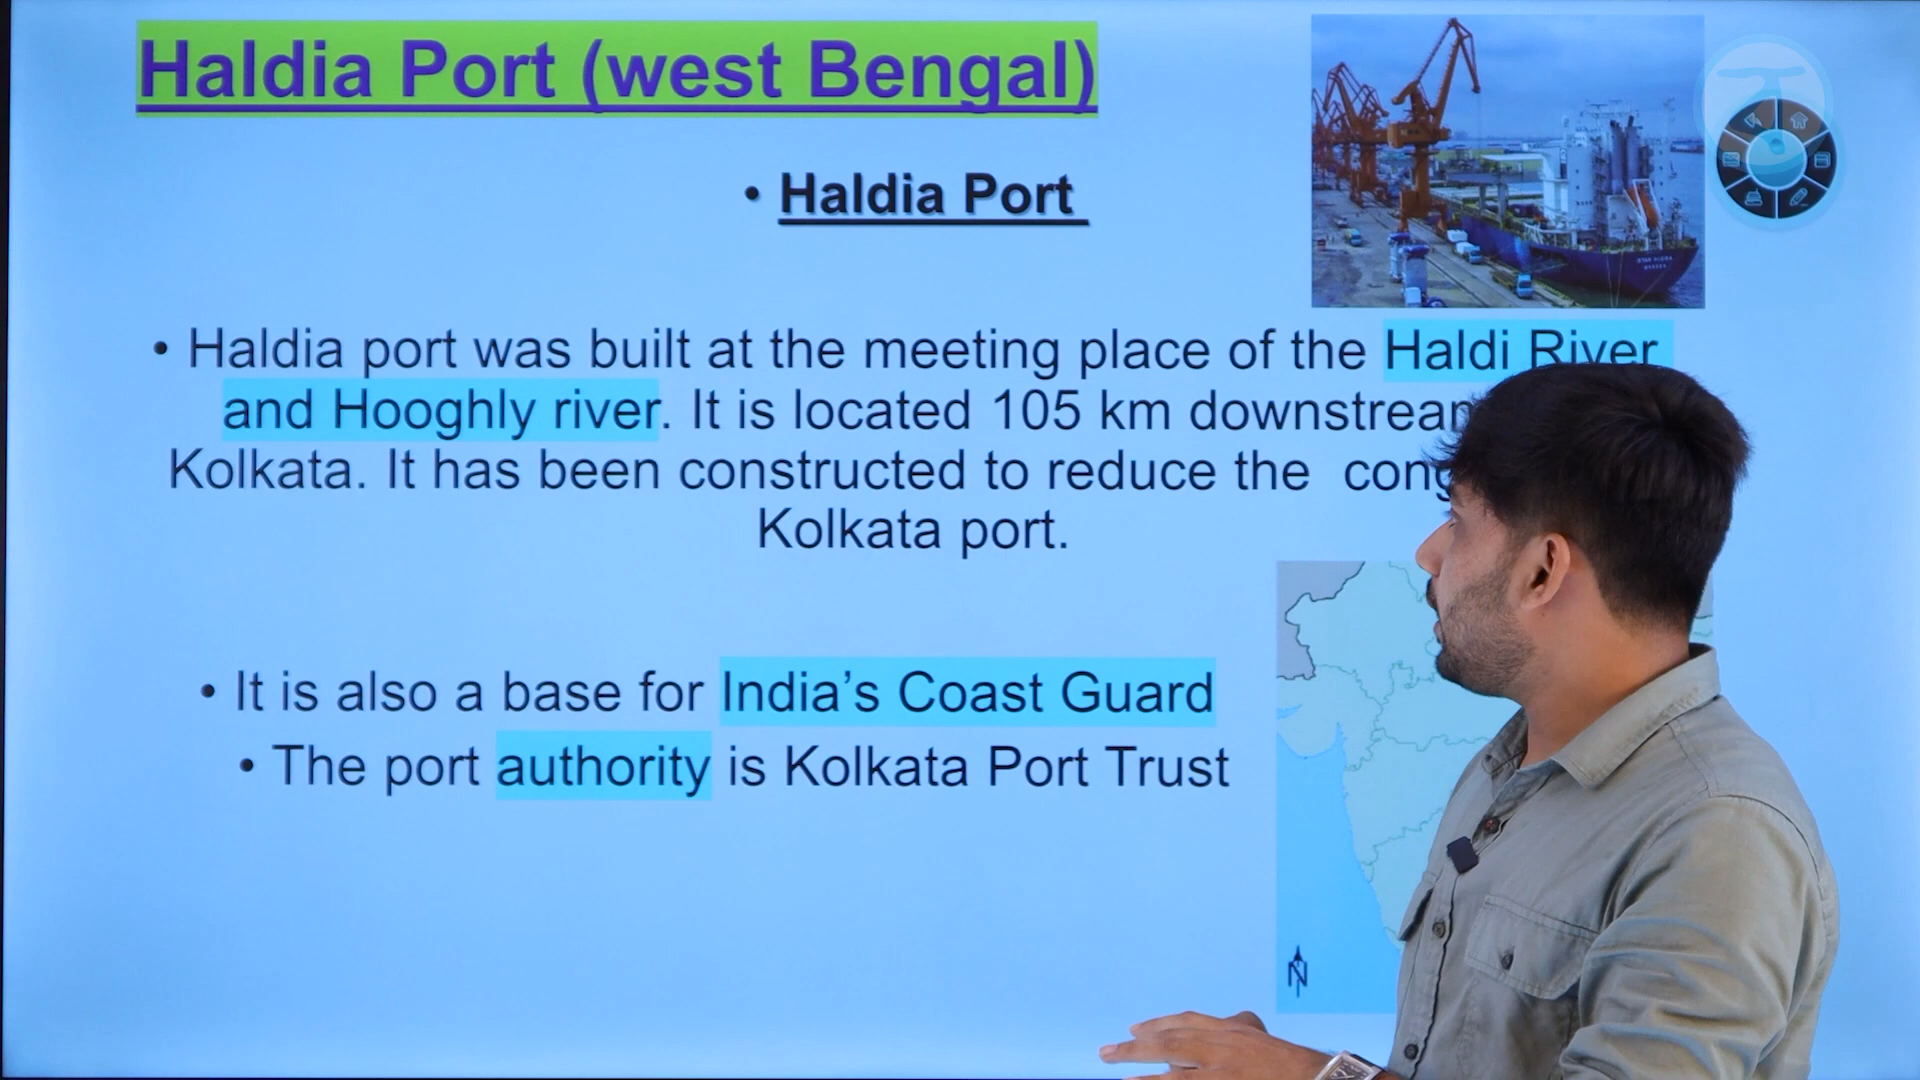 Haldia Port (west Bengal)
• Haldia Port
• Haldia port was built at the meeting place of the Haldi River
and Hooghly river. It is located 105 km
Kolkata. It has been constructed to reduce the
Kolkata port.
• It is also a base for India’s Coast Guard
• The port authority is Kolkata Port Trust
N